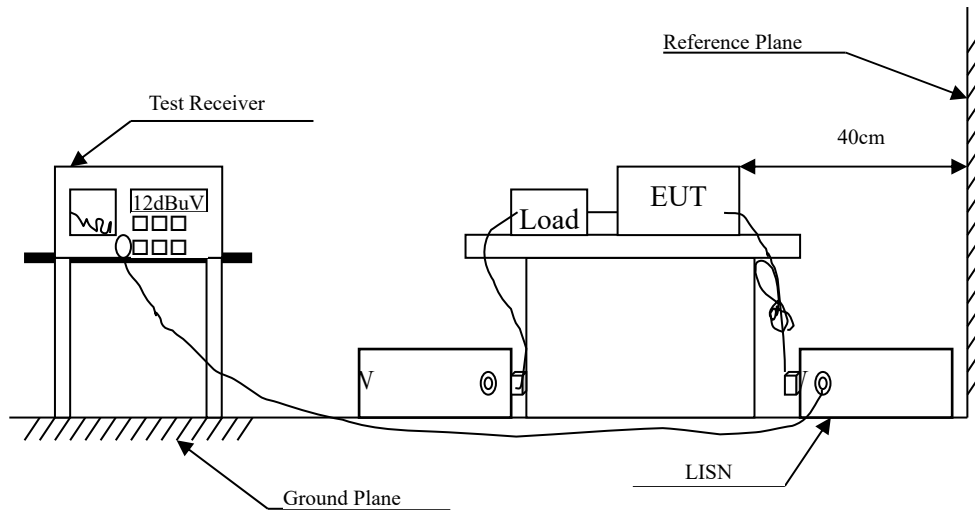 Reference Plane
Test Receiver
40cm
12dBuV
EUT
Load
LISN
Ground Plane